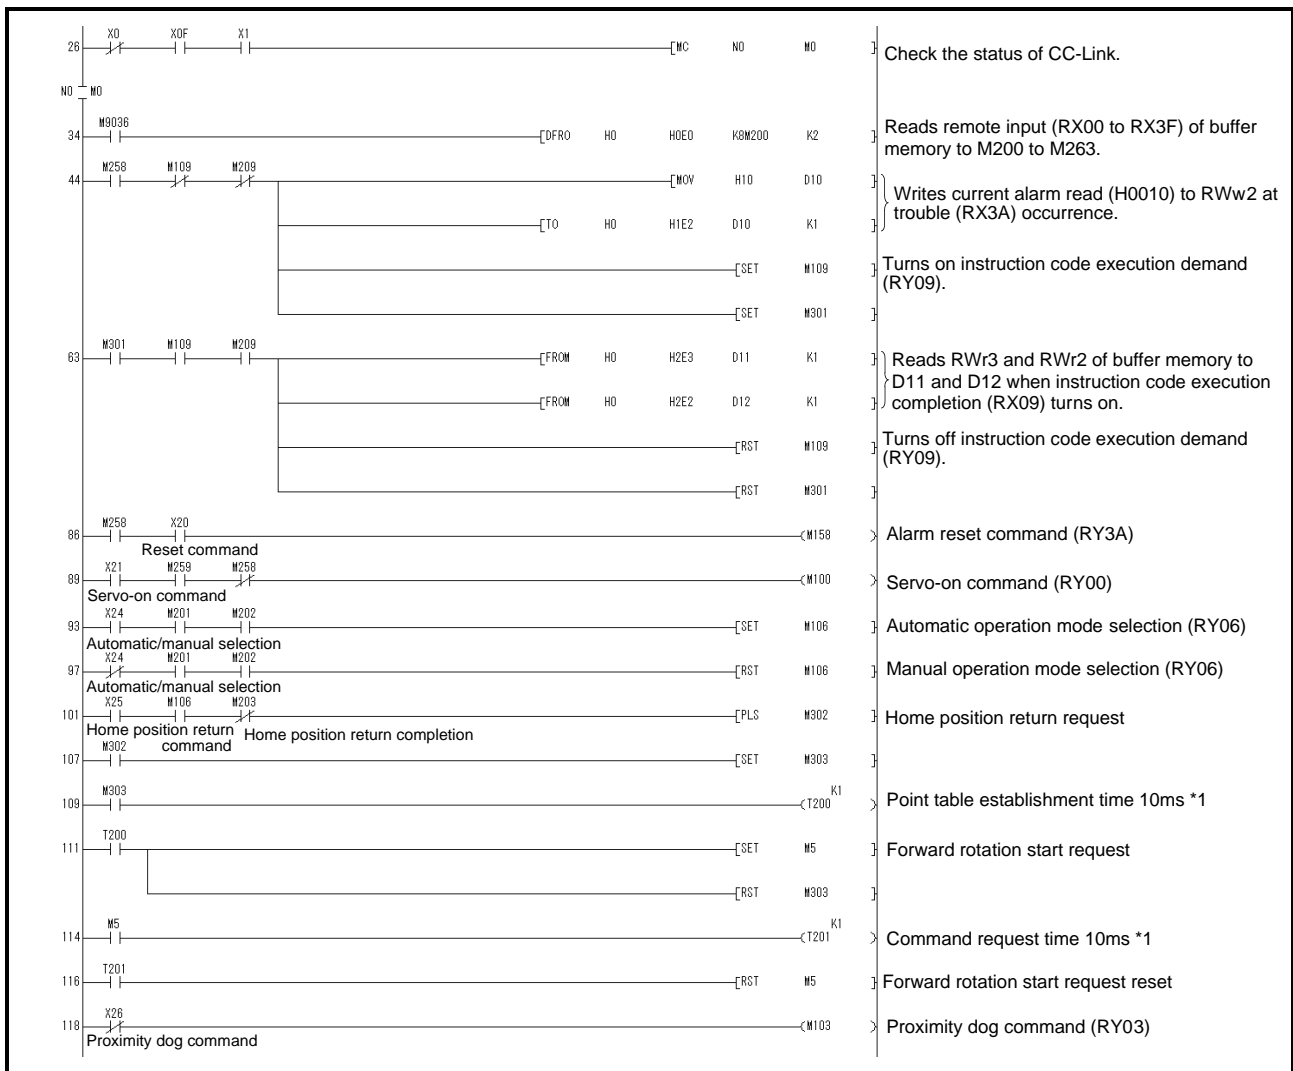 X0 X0F X1
26 [MC N0 M0 ] Check the status of CC-Link.
N0 M0
M9036
34 [DFRO H0 H0E0 K8M200 K2 ] Reads remote input (RX00 to RX3F) of buffer
memory to M200 to M263.
M258 M109 M209
44 [MOV H10 D10 ] Writes current alarm read (H0010) to RWw2 at
trouble (RX3A) occurrence.
[TO H0 H1E2 D10 K1 ]
[SET M109 ] Turns on instruction code execution demand
(RY09).
[SET M301 ]
M301 M109 M209
63 [FROM H0 H2E3 D11 K1 ] Reads RWr3 and RWr2 of buffer memory to
D11 and D12 when instruction code execution
[FROM H0 H2E2 D12 K1 ] completion (RX09) turns on.
[RST M109 ] Turns off instruction code execution demand
(RY09).
[RST M301 ]
M258 X20
86 (M158 ) Alarm reset command (RY3A)
Reset command
X21 M259 M258
89 (M100 ) Servo-on command (RY00)
Servo-on command
X24 M201 M202
93 [SET M106 ] Automatic operation mode selection (RY06)
Automatic/manual selection
X24 M201 M202
97 [RST M106 ] Manual operation mode selection (RY06)
Automatic/manual selection
X25 M106 M203
101 [PLS M302 ] Home position return request
Home position return command Home position return completion
M302
107 [SET M303 ]
M303 K1
109 (T200 ) Point table establishment time 10ms *1
T200
111 [SET M5 ] Forward rotation start request
[RST M303 ]
M5 K1
114 (T201 ) Command request time 10ms *1
T201
116 [RST M5 ] Forward rotation start request reset
X26
118 (M103 ) Proximity dog command (RY03)
Proximity dog command